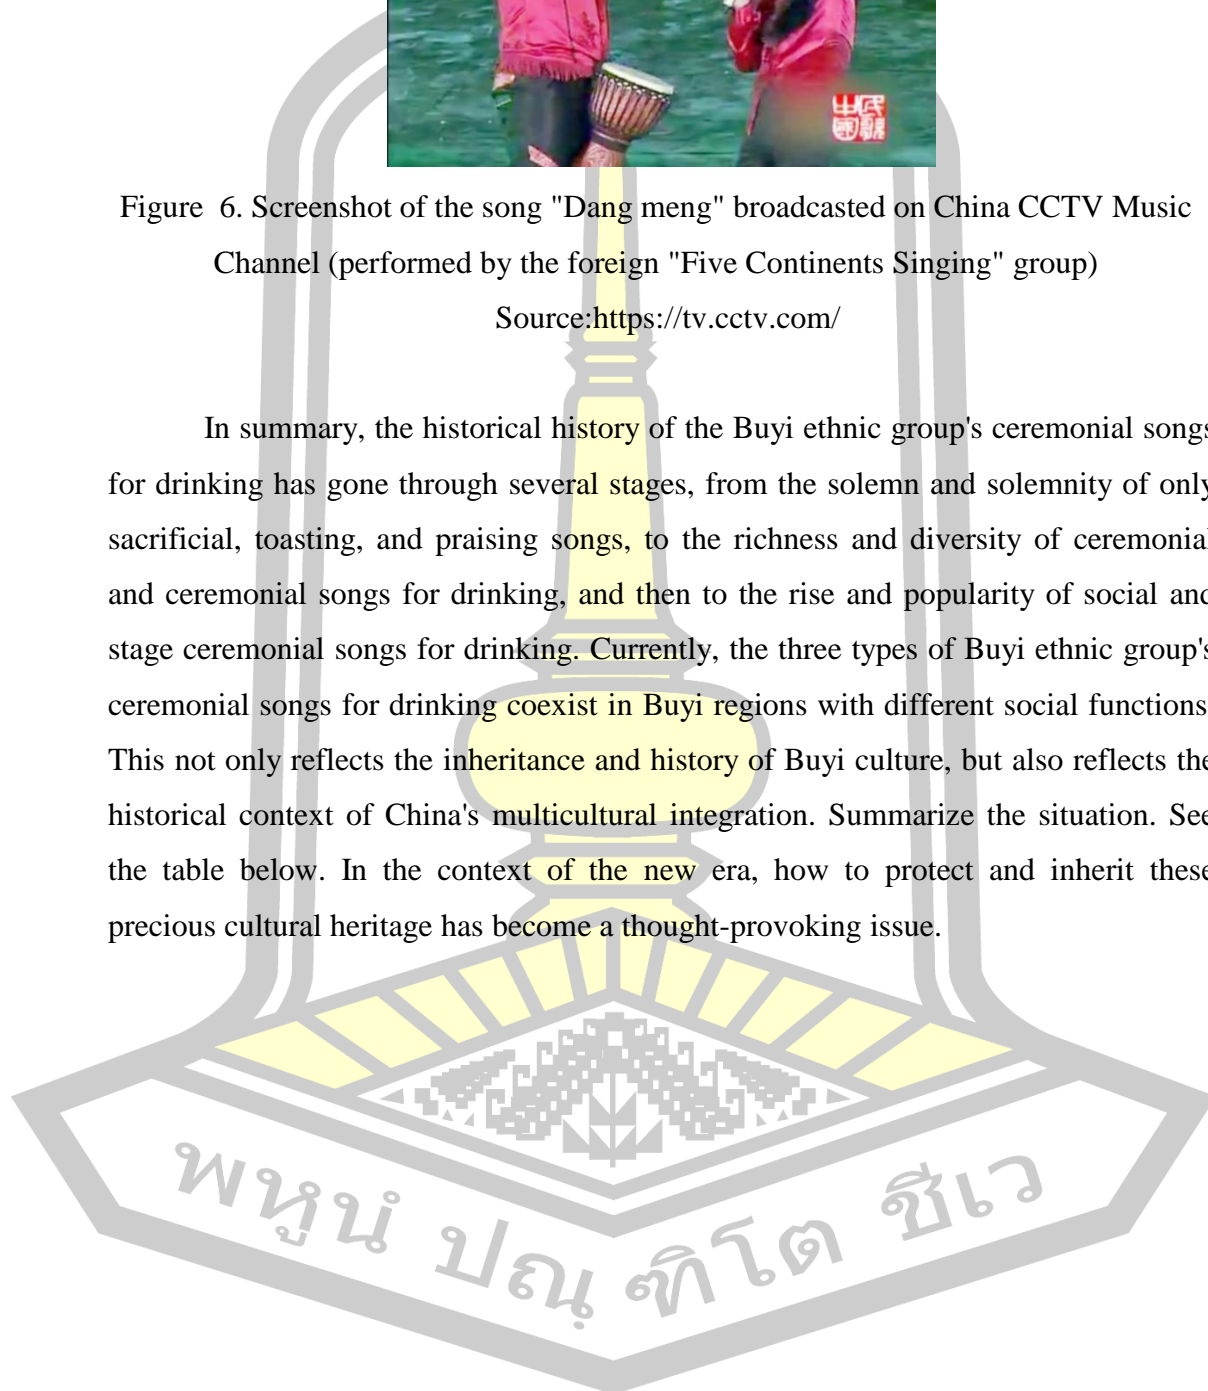 中國
民歌
Figure  6. Screenshot of the song "Dang meng" broadcasted on China CCTV Music
Channel (performed by the foreign "Five Continents Singing" group)
Source:https://tv.cctv.com/
In summary, the historical history of the Buyi ethnic group's ceremonial songs
for drinking has gone through several stages, from the solemn and solemnity of only
sacrificial, toasting, and praising songs, to the richness and diversity of ceremonial
and ceremonial songs for drinking, and then to the rise and popularity of social and
stage ceremonial songs for drinking. Currently, the three types of Buyi ethnic group's
ceremonial songs for drinking coexist in Buyi regions with different social functions
This not only reflects the inheritance and history of Buyi culture, but also reflects the
historical context of China's multicultural integration. Summarize the situation. See
the table below. In the context of the new era, how to protect and inherit these
precious cultural heritage has become a thought-provoking issue.
พหูนํ ปณฺฑิโต ชีเว